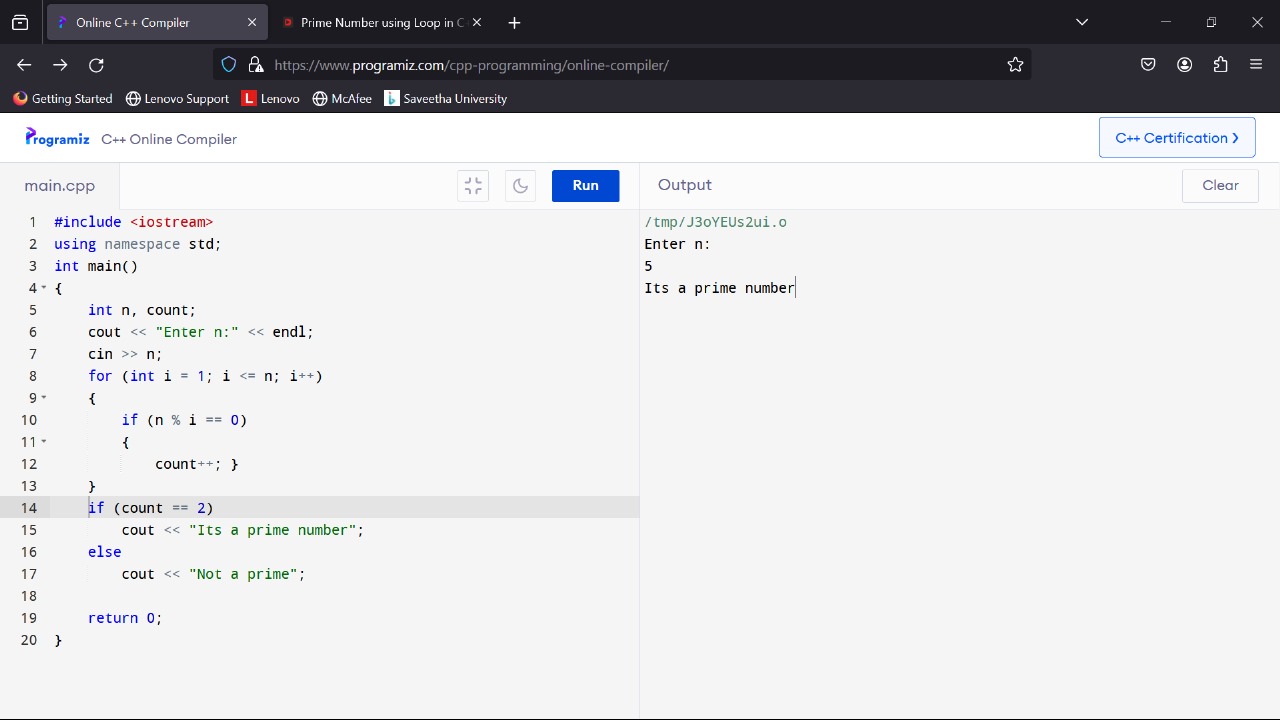 Online C++ Compiler
Prime Number using Loop in C
https://www.programiz.com/cpp-programming/online-compiler/
Getting Started
Lenovo Support
L Lenovo
McAfee
Saveetha University
Programiz C++ Online Compiler
C++ Certification ❯
main.cpp
Run
Output
Clear
1 #include <iostream>
2 using namespace std;
3 int main()
4 {
5     int n, count;
6     cout << "Enter n:" << endl;
7     cin >> n;
8     for (int i = 1; i <= n; i++)
9     {
10         if (n % i == 0)
11         {
12             count++; }
13     }
14     if (count == 2)
15         cout << "Its a prime number";
16     else
17         cout << "Not a prime";
18
19     return 0;
20 }
/tmp/J3oYEUs2ui.o
Enter n:
5
Its a prime number